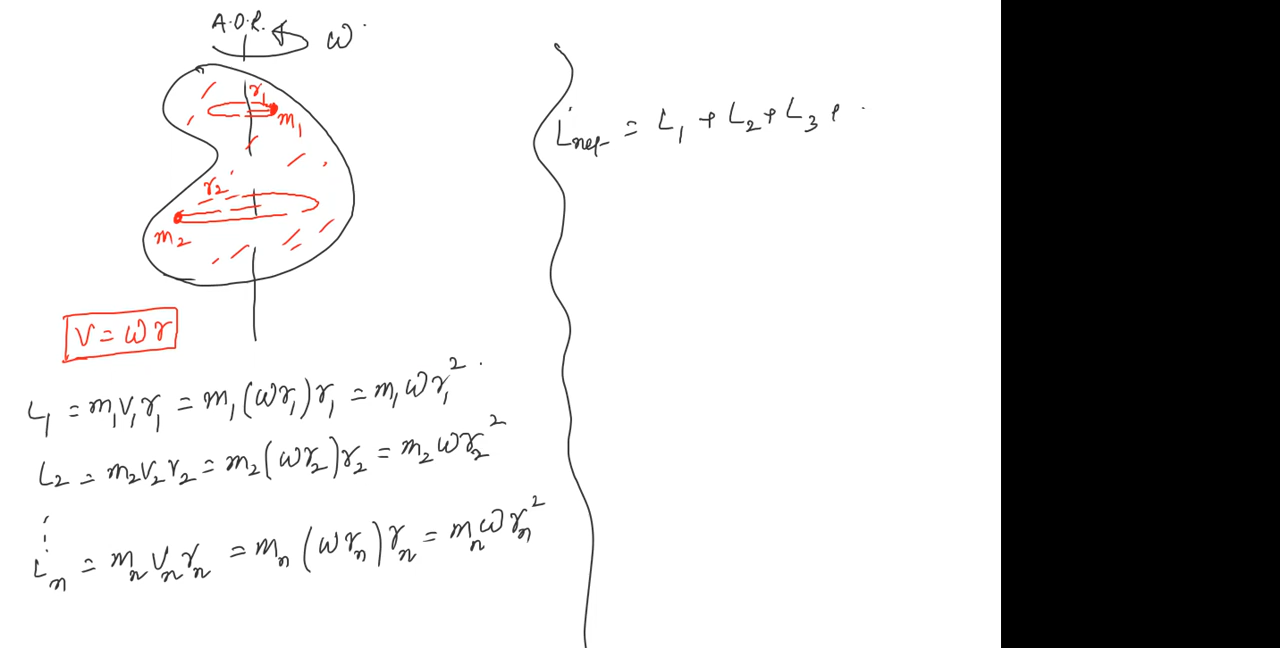 A.O.R.
ω
r₁
m₁
r₂
m₂
V = ωr
L₁ = m₁V₁r₁ = m₁(ωr₁)r₁ = m₁ωr₁²
L₂ = m₂V₂r₂ = m₂(ωr₂)r₂ = m₂ωr₂²
⋮
Lₙ = mₙVₙrₙ = mₙ(ωrₙ)rₙ = mₙωrₙ²
Lnet = L₁ + L₂ + L₃ +